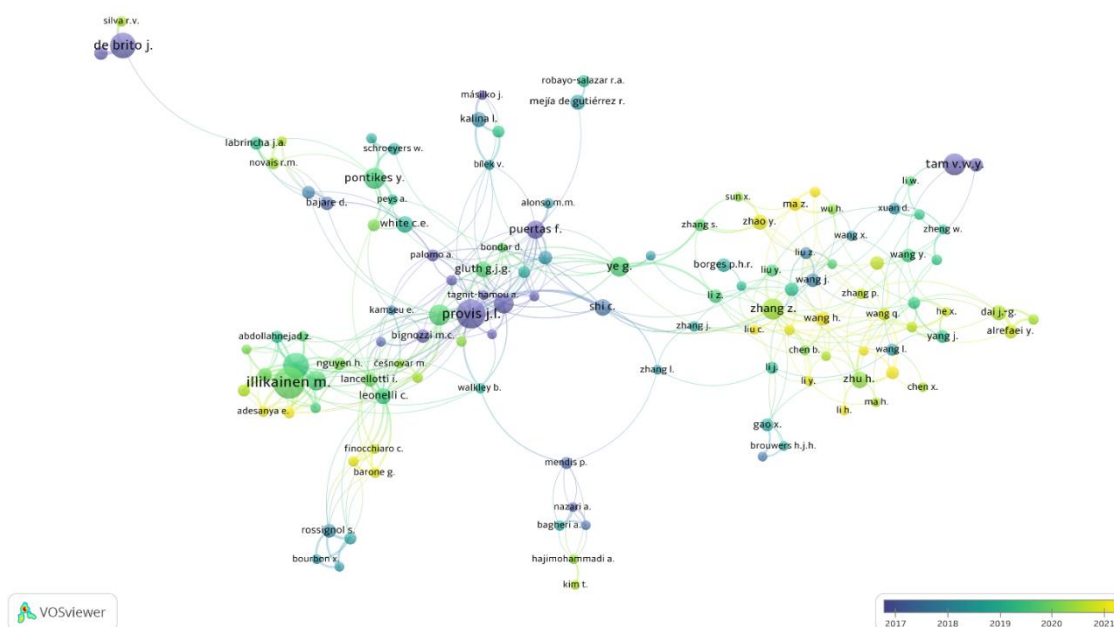 silva r.v.
de brito j.
robayo-salazar r.a.
mejía de gutiérrez r.
kalina l.
bílek v.
labrincha j.a.
novais r.m.
schroeyers w.
pontikes y.
peys a.
bajare d.
white c.e.
alonso m.m.
puertas f.
palomo a.
bondar d.
gluth g.j.g.
ye g.
tagnit-hamou a.
kamseu e.
provis j.l.
bignozzi m.c.
shi c.
abdollahnejad z.
nguyen h.
češnovar m.
illikainen m.
lancellotti i.
leonelli c.
walkley b.
adesanya e.
finocchiaro c.
barone g.
rossignol s.
bourbon x.
mendis p.
nazari a.
bagheri a.
hajimohammadi a.
kim t.
tam v.w.y.
li w.
sun x.
ma z.
wu h.
xuan d.
zhang s.
zhao y.
wang x.
zheng w.
borges p.h.r.
liu y.
liu z.
wang j.
wang y.
li z.
zhang p.
zhang z.
he x.
dai j.-g.
zhang j.
liu c.
wang h.
wang q.
yang j.
alrefaei y.
chen b.
wang l.
zhang l.
li j.
li y.
zhu h.
chen x.
li h.
ma h.
gao x.
brouwers h.j.h.
VOSviewer
2017 2018 2019 2020 2021